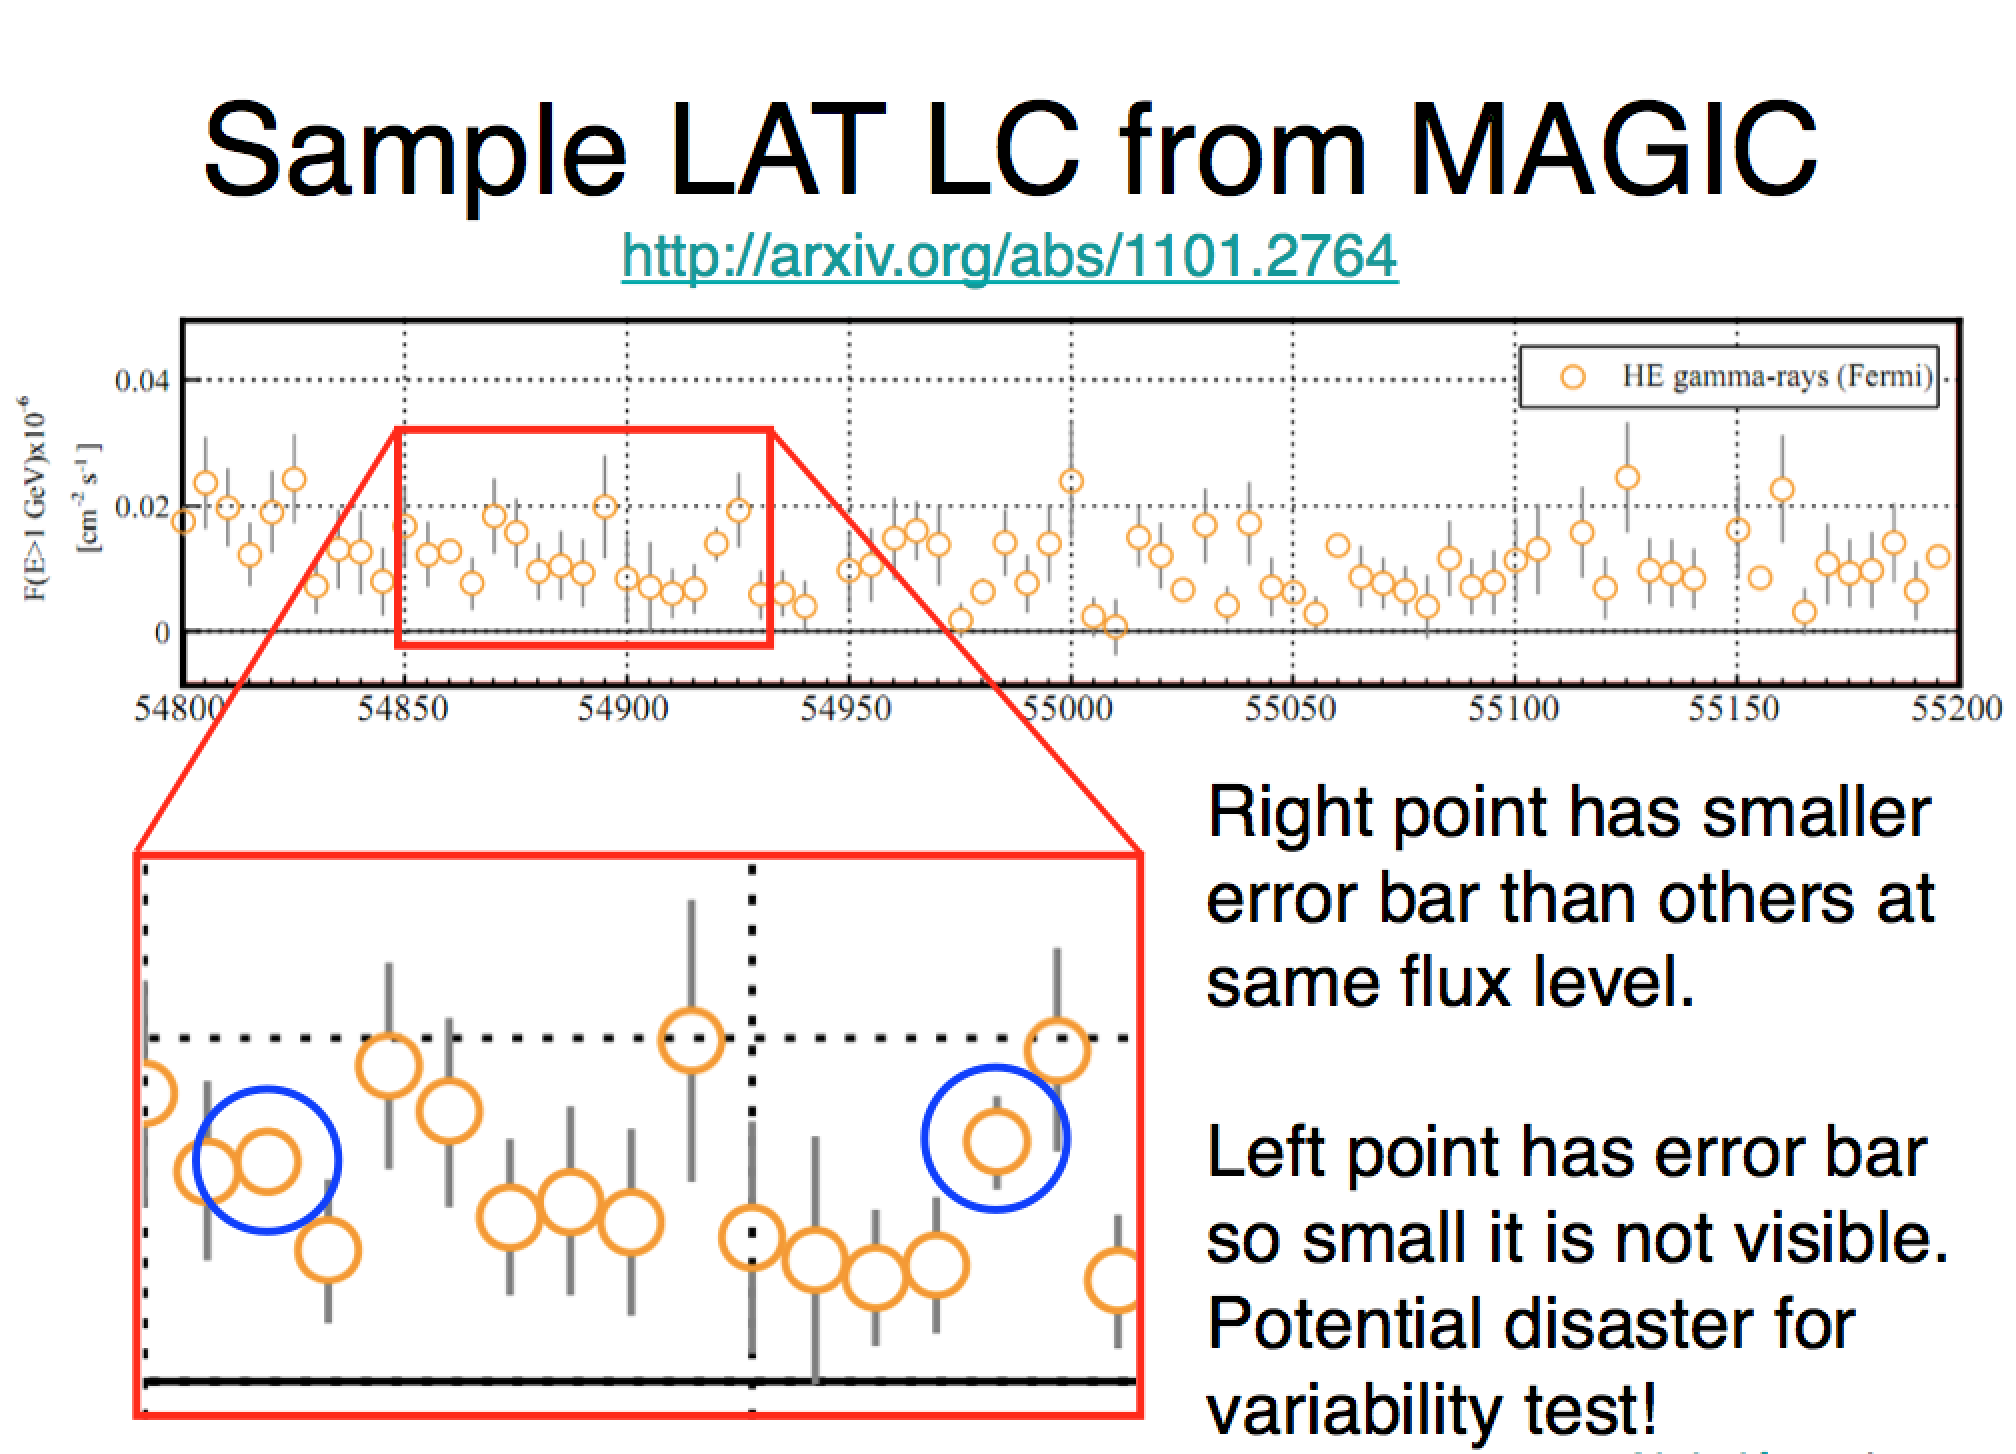 Sample LAT LC from MAGIC
http://arxiv.org/abs/1101.2764
F(E>1 GeV)x10⁻⁶
[cm⁻² s⁻¹]
0.04
0.02
0
HE gamma-rays (Fermi)
54800 54850 54900 54950 55000 55050 55100 55150 55200
Right point has smaller
error bar than others at
same flux level.
Left point has error bar
so small it is not visible.
Potential disaster for
variability test!